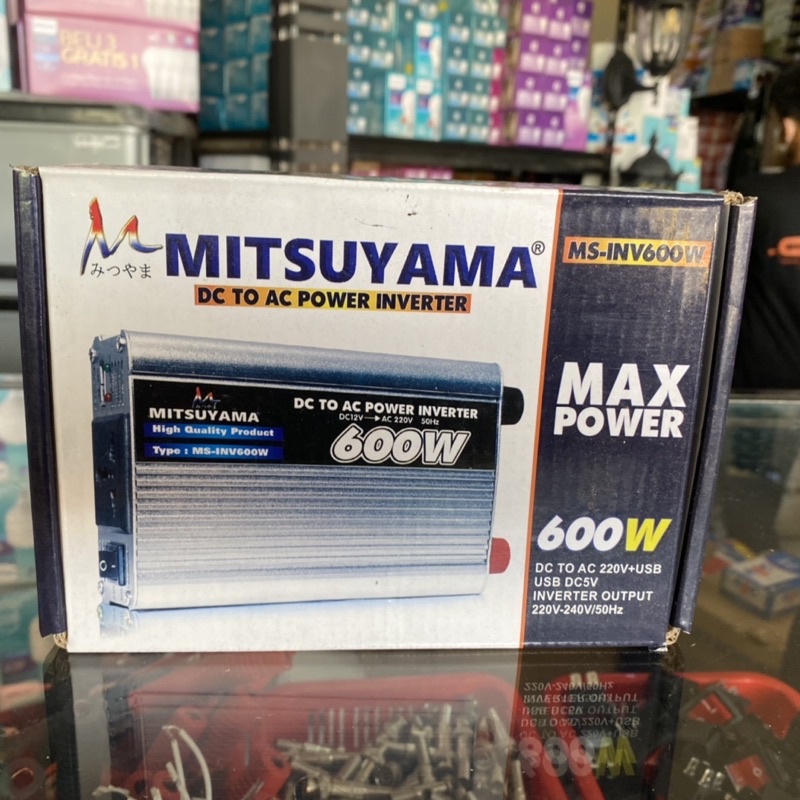 BELI 3
GRATIS 1
MITSUYAMA®
みつやま
DC TO AC POWER INVERTER
MS-INV600W
MITSUYAMA
High Quality Product
Type : MS-INV600W
DC TO AC POWER INVERTER
DC12V → AC 220V 50Hz
600W
MAX
POWER
600W
DC TO AC 220V+USB
USB DC5V
INVERTER OUTPUT
220V-240V/50Hz